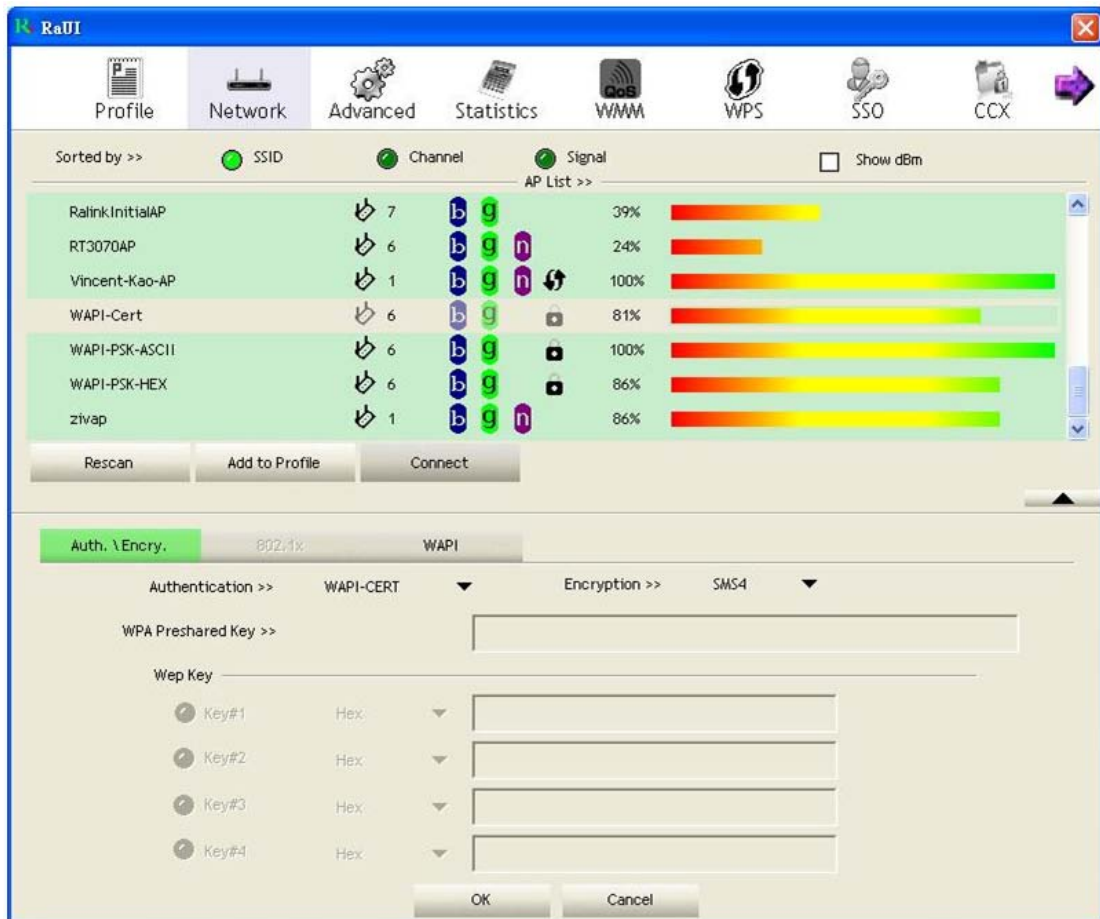 RaUI
Profile Network Advanced Statistics QoS WMM WPS SSO CCX
Sorted by >> SSID Channel Signal Show dBm
AP List >>
RalinkInitialAP 7 b g 39%
RT3070AP 6 b g n 24%
Vincent-Kao-AP 1 b g n 100%
WAPI-Cert 6 b g 81%
WAPI-PSK-ASCII 6 b g 100%
WAPI-PSK-HEX 6 b g 86%
zivap 1 b g n 86%
Rescan Add to Profile Connect
Auth. \ Encry. 802.1x WAPI
Authentication >> WAPI-CERT Encryption >> SMS4
WPA Preshared Key >>
Wep Key
Key#1 Hex
Key#2 Hex
Key#3 Hex
Key#4 Hex
OK Cancel